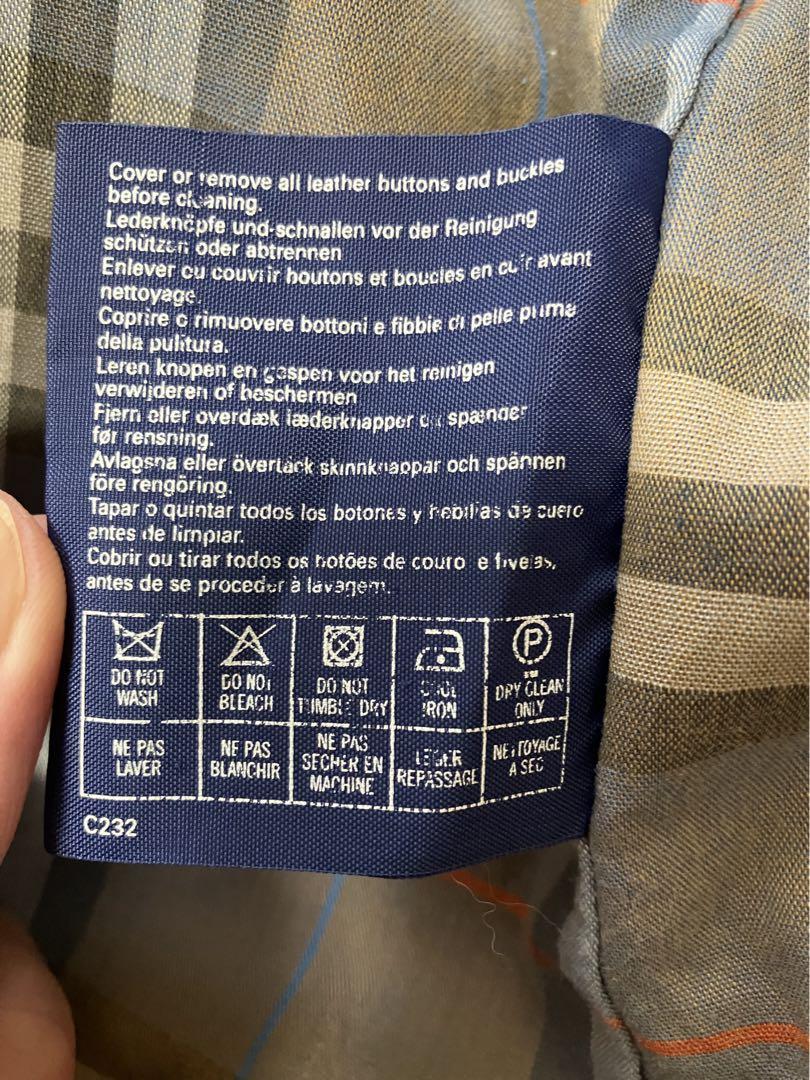 Cover or remove all leather buttons and buckles
before cleaning.
Lederknöpfe und-schnallen vor der Reinigung
schützen oder abtrennen
Enlever ou couvrir boutons et boucles en cuir avant
nettoyage.
Coprire o rimuovere bottoni e fibbie di pelle prima
della pulitura.
Leren knopen en gespen voor het reinigen
verwijderen of beschermen
Fjern eller overdæk læderknapper og spænder
før rensning.
Avlagsna eller övertäck skinnknappar och spännen
före rengöring.
Tapar o quintar todos los botones y hebillas de cuero
antes de limpiar.
Cobrir ou tirar todos os botões de couro e fivelas,
antes de se proceder à lavagem.
DO NOT
WASH
DO NOT
BLEACH
DO NOT
TUMBLE DRY
COOL
IRON
P
DRY CLEAN
ONLY
NE PAS
LAVER
NE PAS
BLANCHIR
NE PAS
SECHER EN
MACHINE
LEGER
REPASSAGE
NETTOYAGE
A SEC
C232